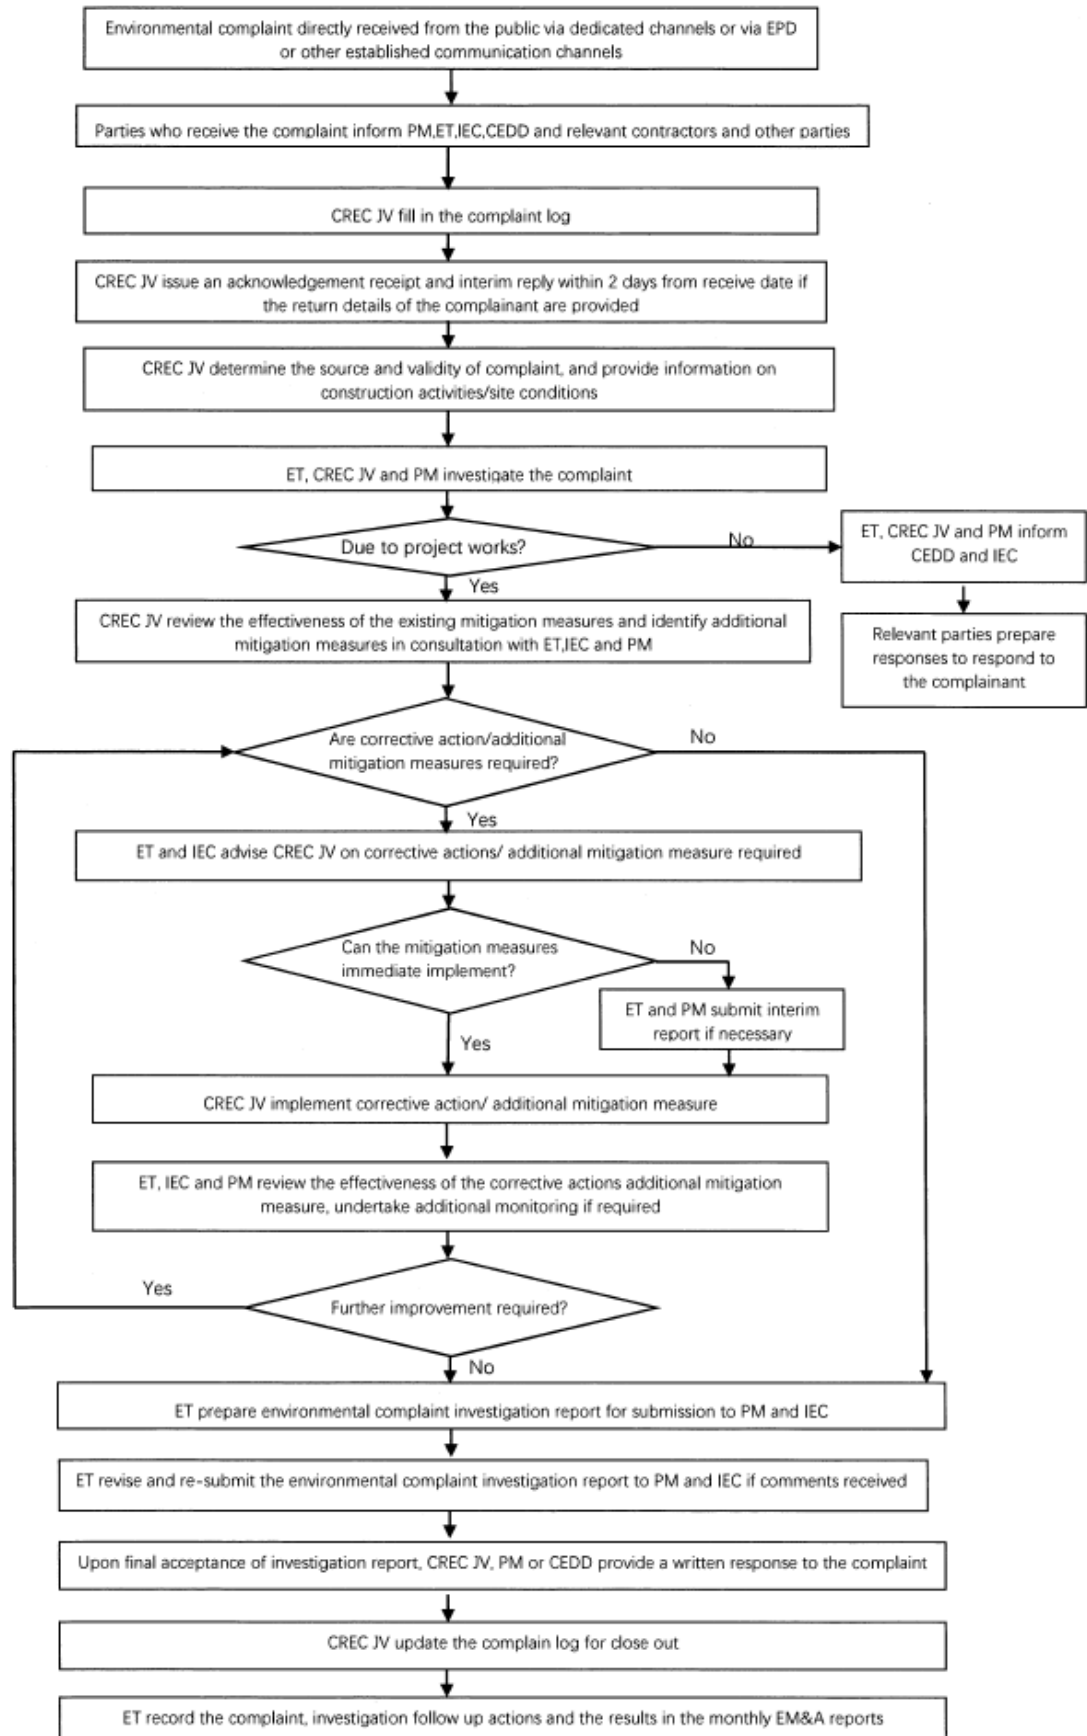 Environmental complaint directly received from the public via dedicated channels or via EPD
or other established communication channels
Parties who receive the complaint inform PM,ET,IEC,CEDD and relevant contractors and other parties
CREC JV fill in the complaint log
CREC JV issue an acknowledgement receipt and interim reply within 2 days from receive date if
the return details of the complainant are provided
CREC JV determine the source and validity of complaint, and provide information on
construction activities/site conditions
ET, CREC JV and PM investigate the complaint
Due to project works?
No
ET, CREC JV and PM inform
CEDD and IEC
Yes
Relevant parties prepare
responses to respond to
the complainant
CREC JV review the effectiveness of the existing mitigation measures and identify additional
mitigation measures in consultation with ET,IEC and PM
Are corrective action/additional
mitigation measures required?
No
Yes
ET and IEC advise CREC JV on corrective actions/ additional mitigation measure required
Can the mitigation measures
immediate implement?
No
ET and PM submit interim
report if necessary
Yes
CREC JV implement corrective action/ additional mitigation measure
ET, IEC and PM review the effectiveness of the corrective actions additional mitigation
measure, undertake additional monitoring if required
Yes
Further improvement required?
No
ET prepare environmental complaint investigation report for submission to PM and IEC
ET revise and re-submit the environmental complaint investigation report to PM and IEC if comments received
Upon final acceptance of investigation report, CREC JV, PM or CEDD provide a written response to the complaint
CREC JV update the complain log for close out
ET record the complaint, investigation follow up actions and the results in the monthly EM&A reports